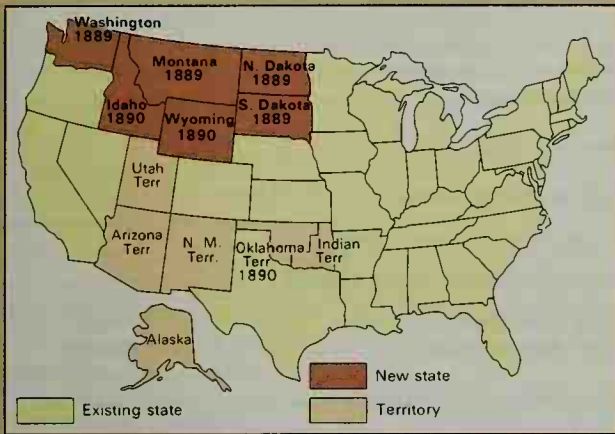 Washington
1889
Montana
1889
N. Dakota
1889
Idaho
1890
Wyoming
1890
S. Dakota
1889
Utah
Terr
Arizona
Terr
N. M.
Terr.
Oklahoma
Terr
1890
Indian
Terr
Alaska
New state
Existing state
Territory